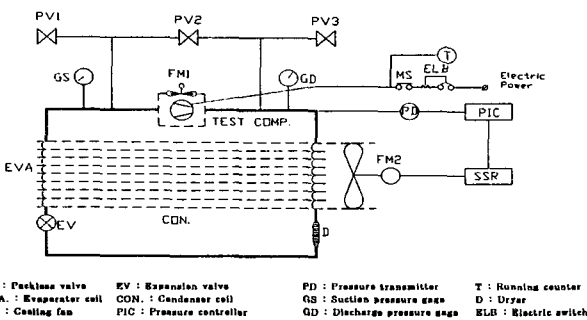 PV1 PV2 PV3
GS FM1 GD T
MS ELB Electric
Power
TEST COMP. PD PIC
EVA FM2
SSR
EV CON. D
: Packless valve EV : Expansion valve PD : Pressure transmitter T : Running counter
A. : Evaporator coil CON. : Condenser coil GS : Suction pressure gage D : Dryer
: Cooling fan PIC : Pressure controller GD : Discharge pressure gage ELB : Electric switch